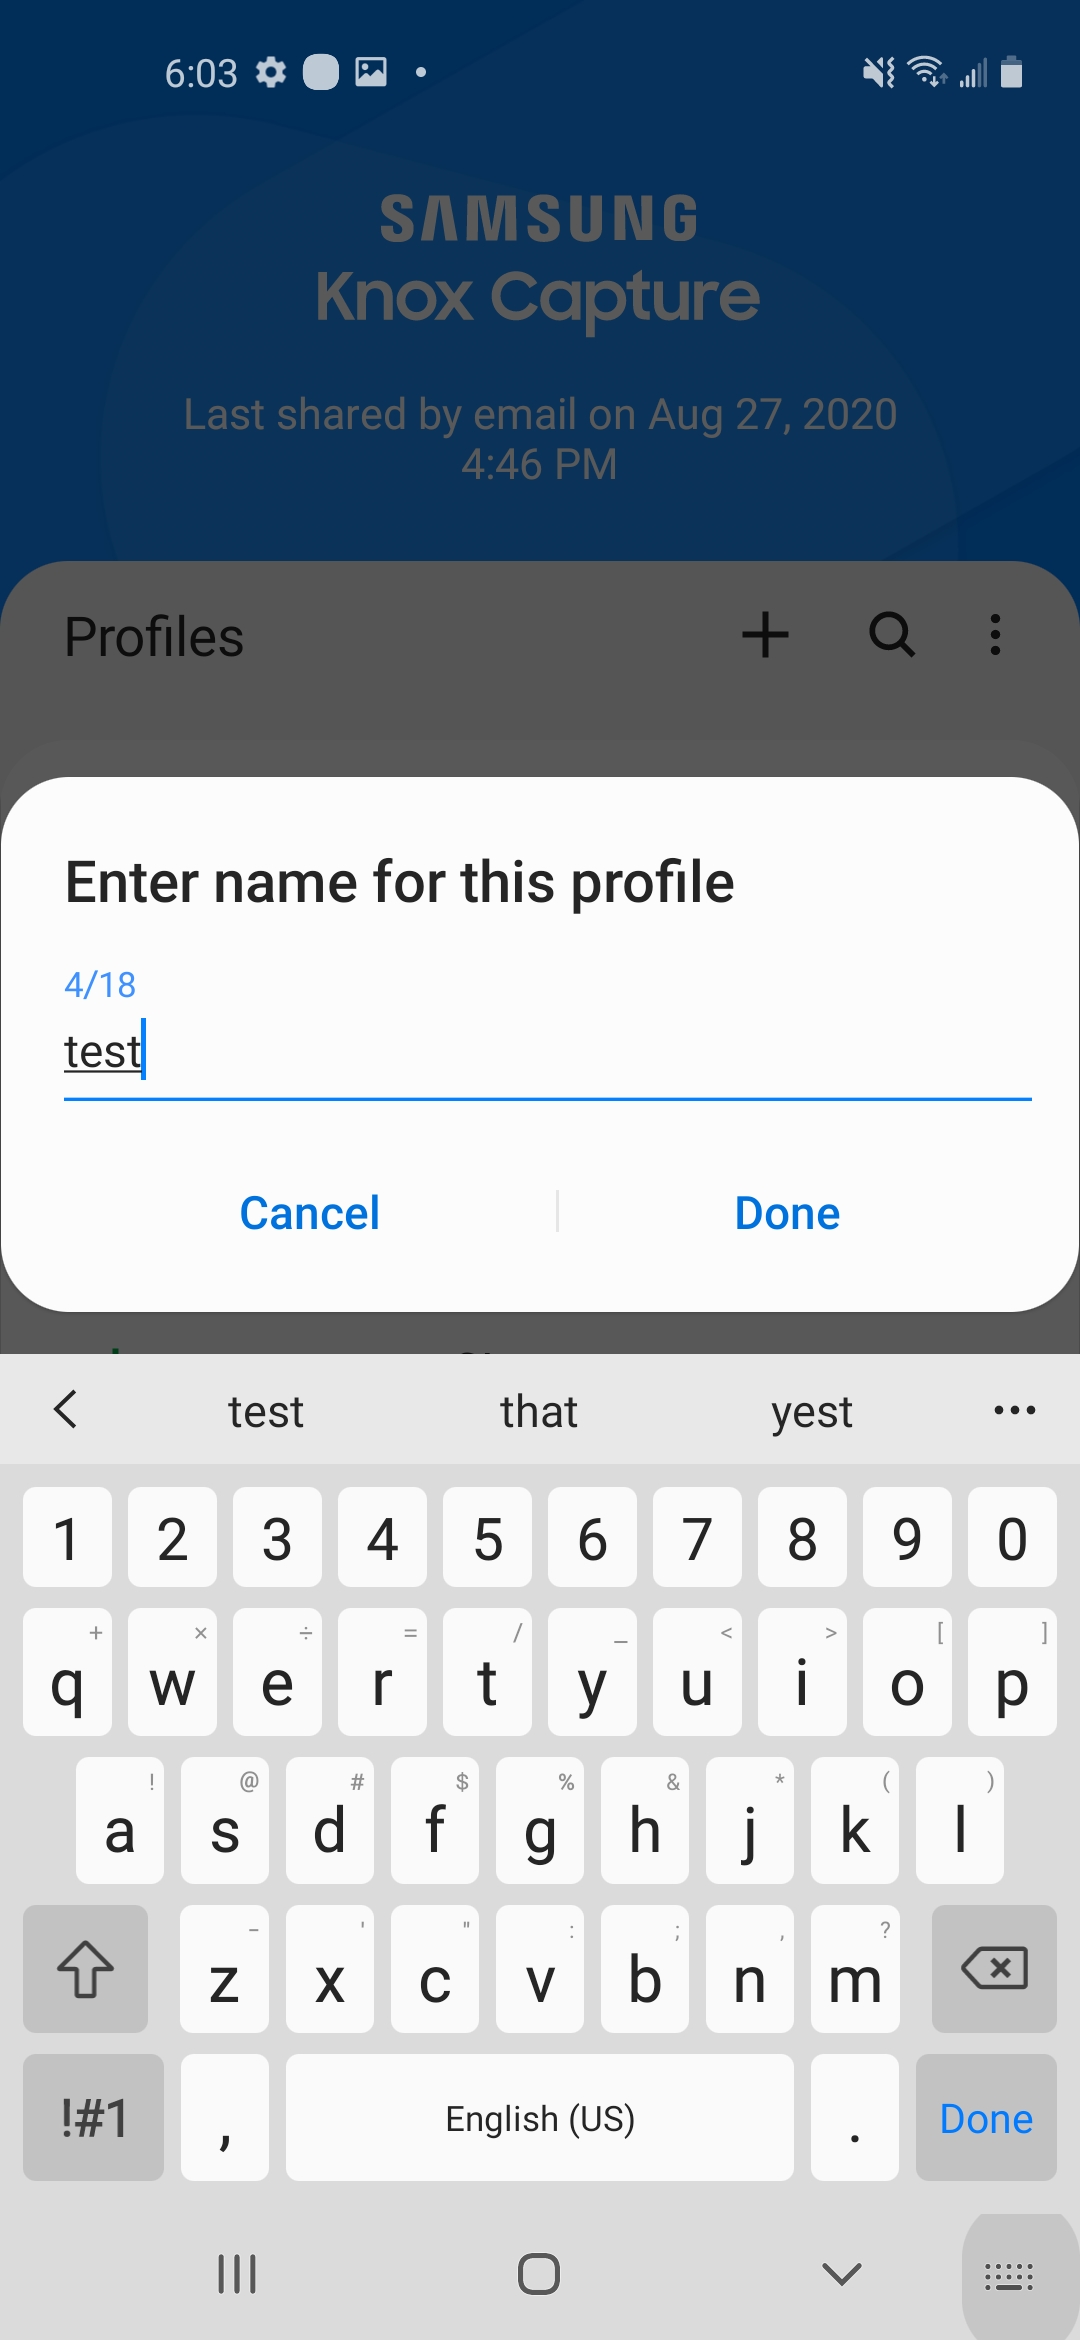 6:03
SAMSUNG
Knox Capture
Last shared by email on Aug 27, 2020
4:46 PM
Profiles
Enter name for this profile
4/18
test
Cancel Done
test that yest
1 2 3 4 5 6 7 8 9 0
+ × ÷ = / _ < > [ ]
q w e r t y u i o p
! @ # $ % & * ( )
a s d f g h j k l
- ' " : ; , ?
z x c v b n m
!#1 , English (US) . Done